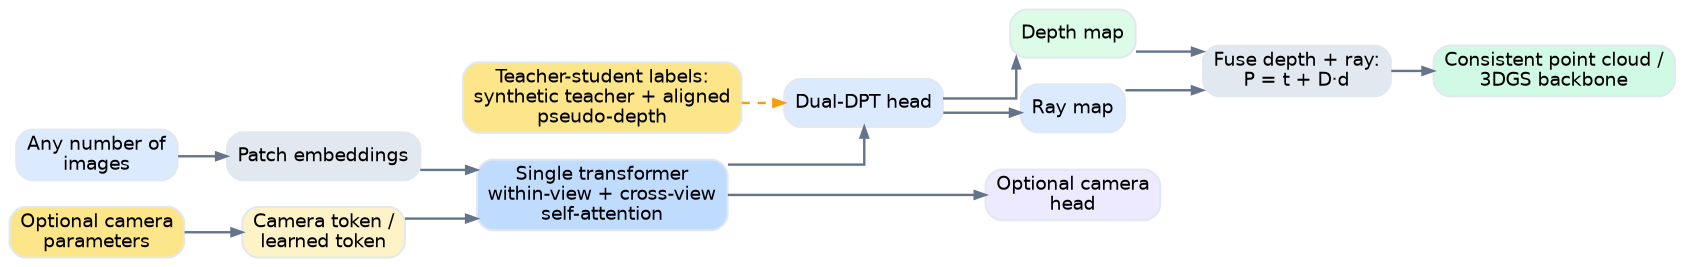 Any number of
images
Patch embeddings
Optional camera
parameters
Camera token /
learned token
Teacher-student labels:
synthetic teacher + aligned
pseudo-depth
Single transformer
within-view + cross-view
self-attention
Dual-DPT head
Depth map
Ray map
Optional camera
head
Fuse depth + ray:
P = t + D·d
Consistent point cloud /
3DGS backbone